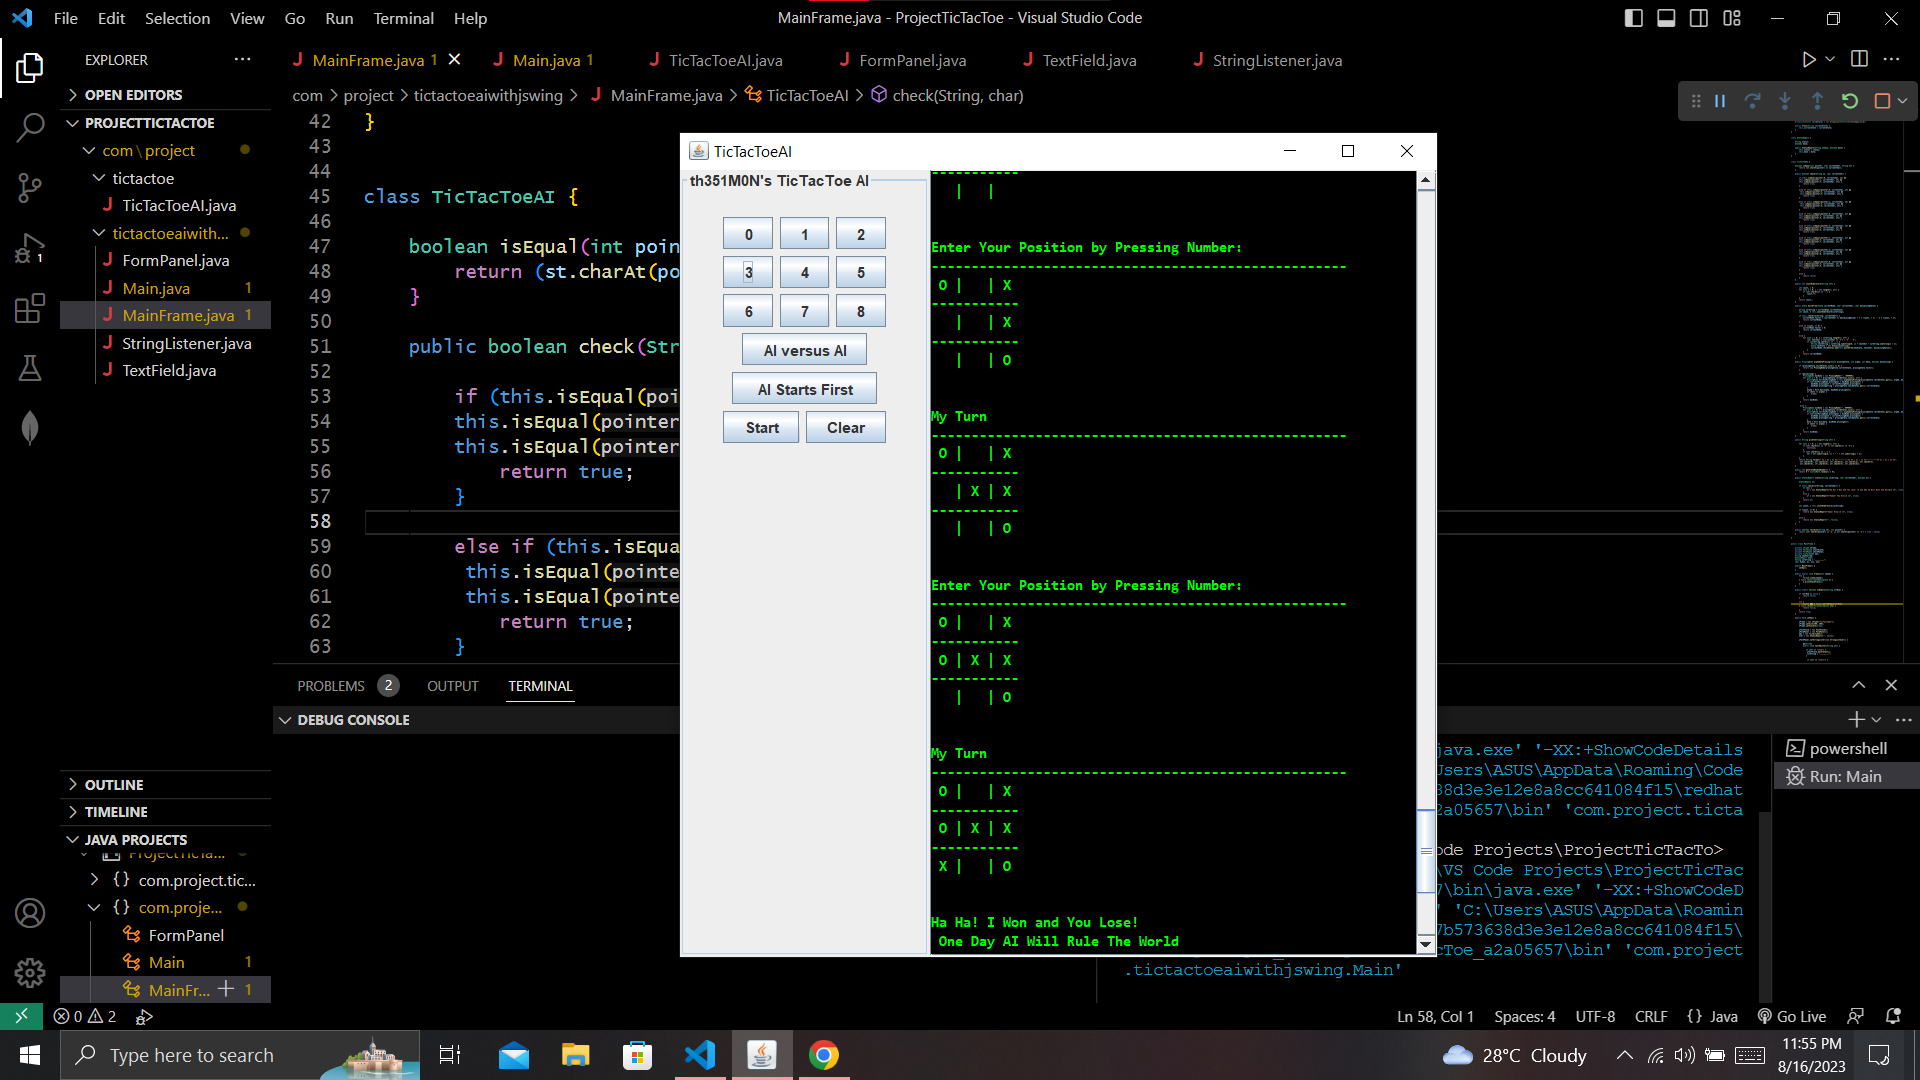 File Edit Selection View Go Run Terminal Help
MainFrame.java - ProjectTicTacToe - Visual Studio Code
EXPLORER
OPEN EDITORS
PROJECTTICTACTOE
com\project
tictactoe
TicTacToeAI.java
tictactoeaiwith...
FormPanel.java
Main.java 1
MainFrame.java 1
StringListener.java
TextField.java
OUTLINE
TIMELINE
JAVA PROJECTS
ProjectTicTa...
{} com.project.tic...
{} com.proje...
FormPanel
Main 1
MainFr... 1
MainFrame.java 1 Main.java 1 TicTacToeAI.java FormPanel.java TextField.java StringListener.java
com > project > tictactoeaiwithjswing > MainFrame.java > TicTacToeAI > check(String, char)
42 }
43
44
45 class TicTacToeAI {
46
47 boolean isEqual(int poin
48 return (st.charAt(po
49 }
50
51 public boolean check(Str
52
53 if (this.isEqual(poi
54 this.isEqual(pointer
55 this.isEqual(pointer
56 return true;
57 }
58
59 else if (this.isEqua
60 this.isEqual(pointe
61 this.isEqual(pointe
62 return true;
63 }
TicTacToeAI
th351M0N's TicTacToe AI
0 1 2
3 4 5
6 7 8
AI versus AI
AI Starts First
Start Clear
-----------
| |
Enter Your Position by Pressing Number:
----------------------------------------------------
O | | X
-----------
| | X
-----------
| | O
My Turn
----------------------------------------------------
O | | X
-----------
| X | X
-----------
| | O
Enter Your Position by Pressing Number:
----------------------------------------------------
O | | X
-----------
O | X | X
-----------
| | O
My Turn
----------------------------------------------------
O | | X
-----------
O | X | X
-----------
X | | O
Ha Ha! I Won and You Lose!
One Day AI Will Rule The World
PROBLEMS 2 OUTPUT TERMINAL
DEBUG CONSOLE
java.exe' '-XX:+ShowCodeDetails
sers\ASUS\AppData\Roaming\Code
38d3e3e12e8a8cc641084f15\redhat
2a05657\bin' 'com.project.ticta
ode Projects\ProjectTicTacTo>
\VS Code Projects\ProjectTicTac
7\bin\java.exe' '-XX:+ShowCodeD
' 'C:\Users\ASUS\AppData\Roamin
7b573638d3e3e12e8a8cc641084f15\
cToe_a2a05657\bin' 'com.project
.tictactoeaiwithjswing.Main'
powershell
Run: Main
0 2
Ln 58, Col 1 Spaces: 4 UTF-8 CRLF {} Java Go Live
Type here to search
28°C Cloudy
11:55 PM
8/16/2023